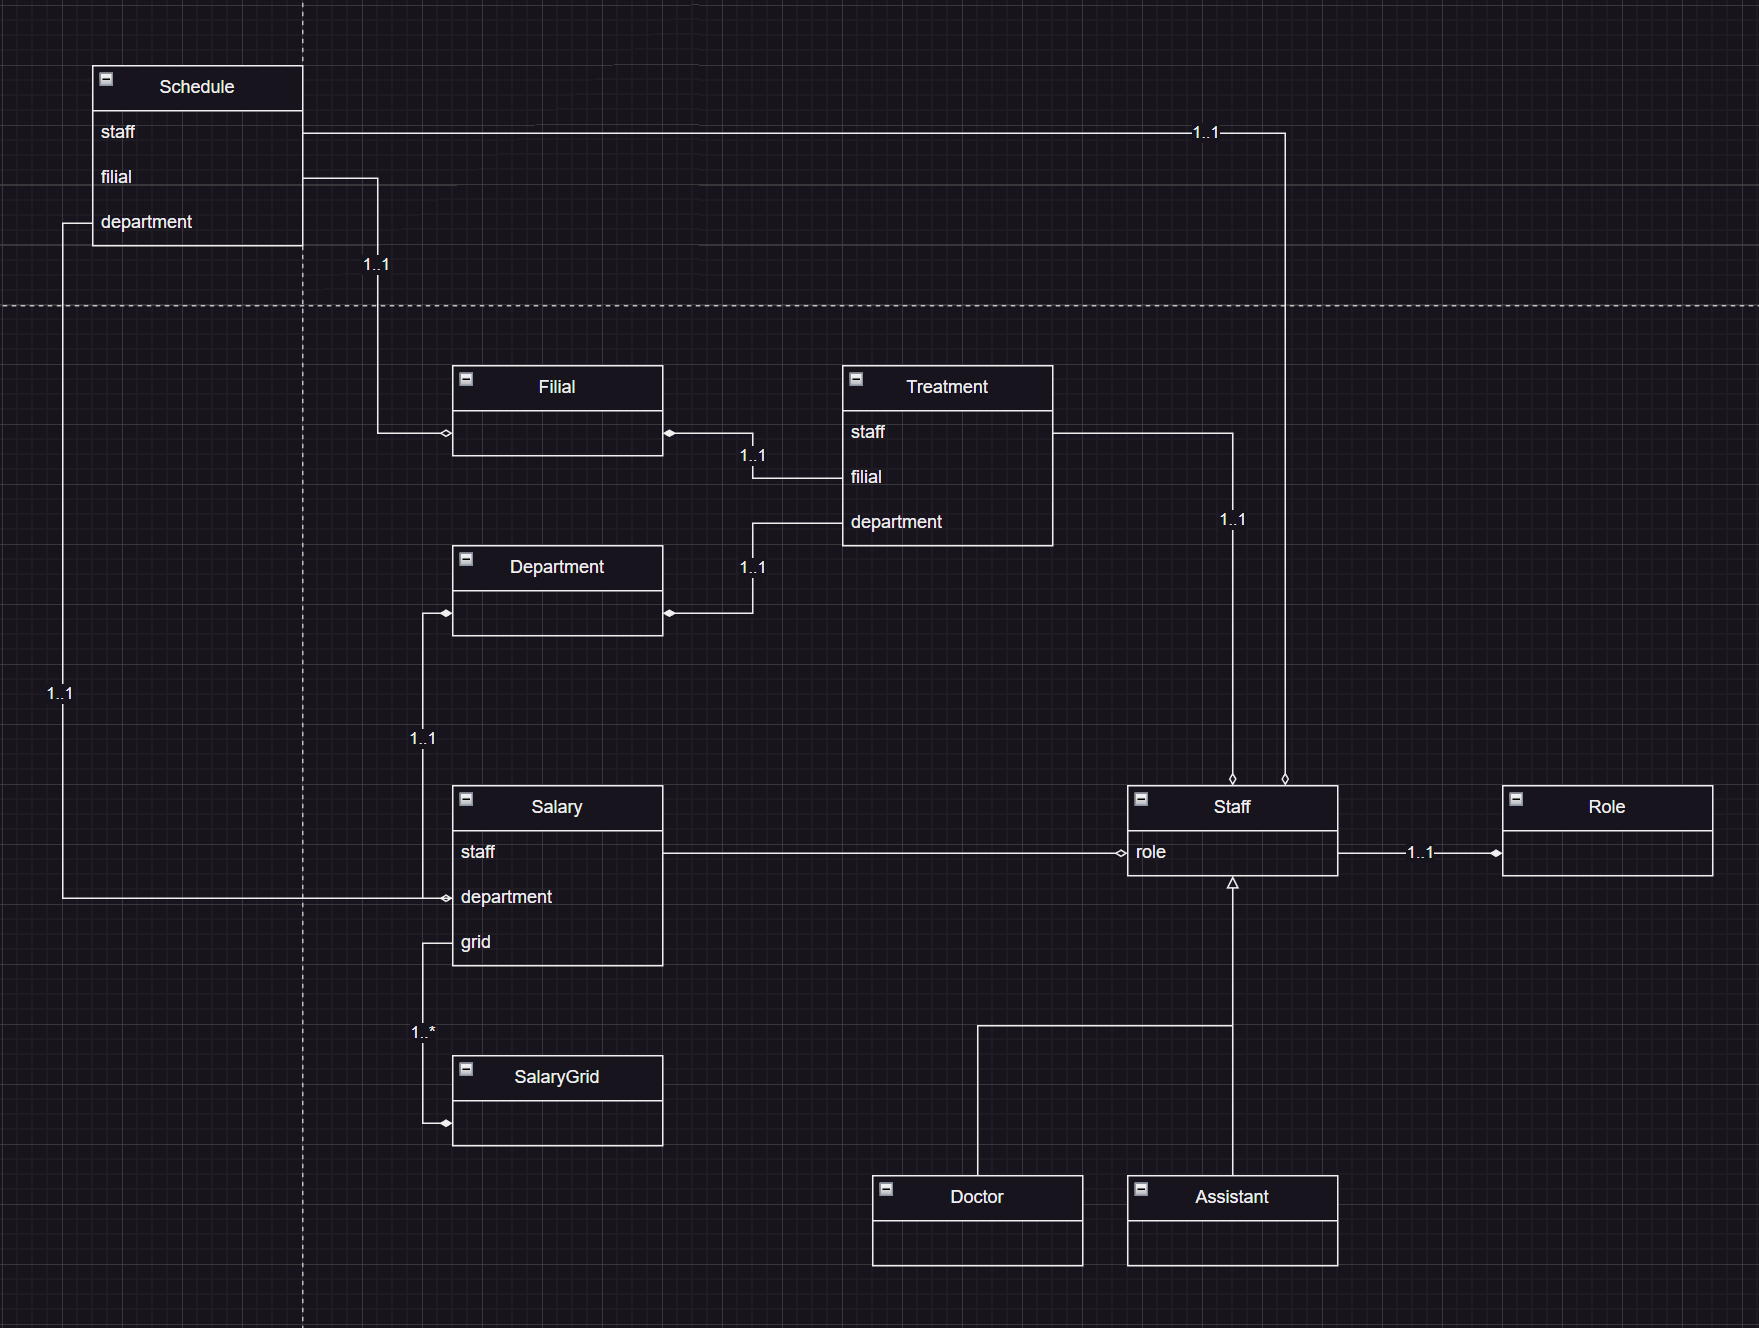 Schedule
staff
filial
department
1..1
1..1
Filial
Treatment
staff
filial
department
1..1
1..1
1..1
Department
1..1
1..1
Salary
staff
department
grid
Staff
role
1..1
Role
1..*
SalaryGrid
Doctor
Assistant